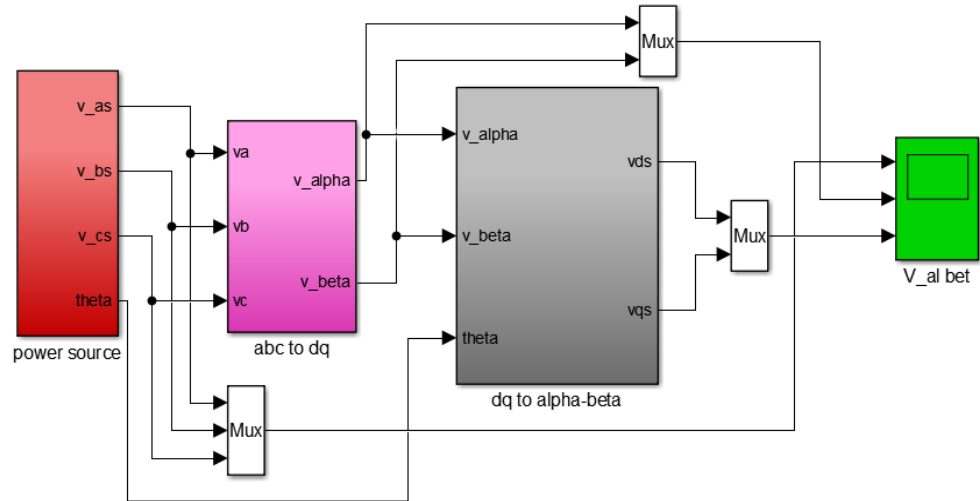 Mux
v_as
v_bs
v_cs
theta
power source
va
vb
vc
v_alpha
v_beta
abc to dq
v_alpha
v_beta
theta
vds
vqs
dq to alpha-beta
Mux
V_al bet
Mux